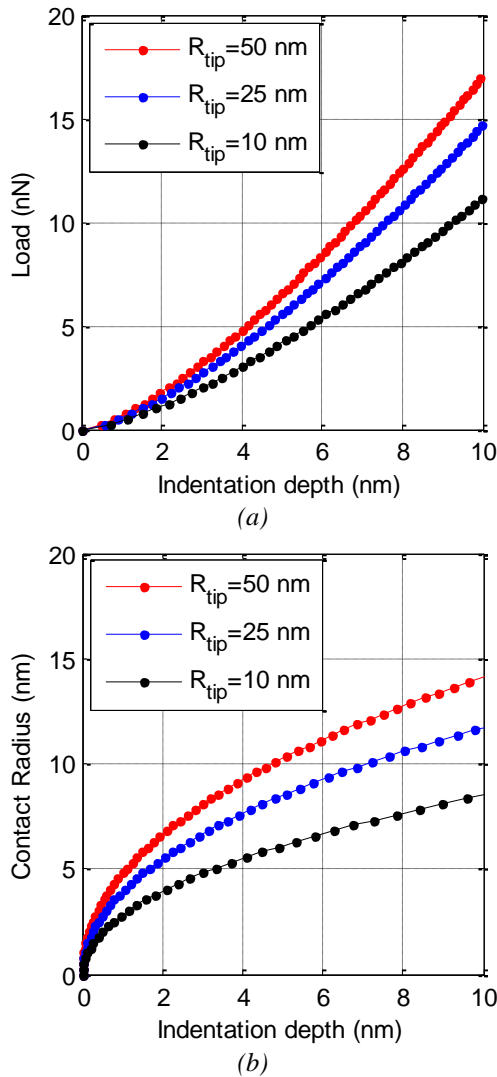 20
15
10
5
0
Load (nN)
R_tip=50 nm
R_tip=25 nm
R_tip=10 nm
0 2 4 6 8 10
Indentation depth (nm)
(a)
20
15
10
5
0
Contact Radius (nm)
R_tip=50 nm
R_tip=25 nm
R_tip=10 nm
0 2 4 6 8 10
Indentation depth (nm)
(b)